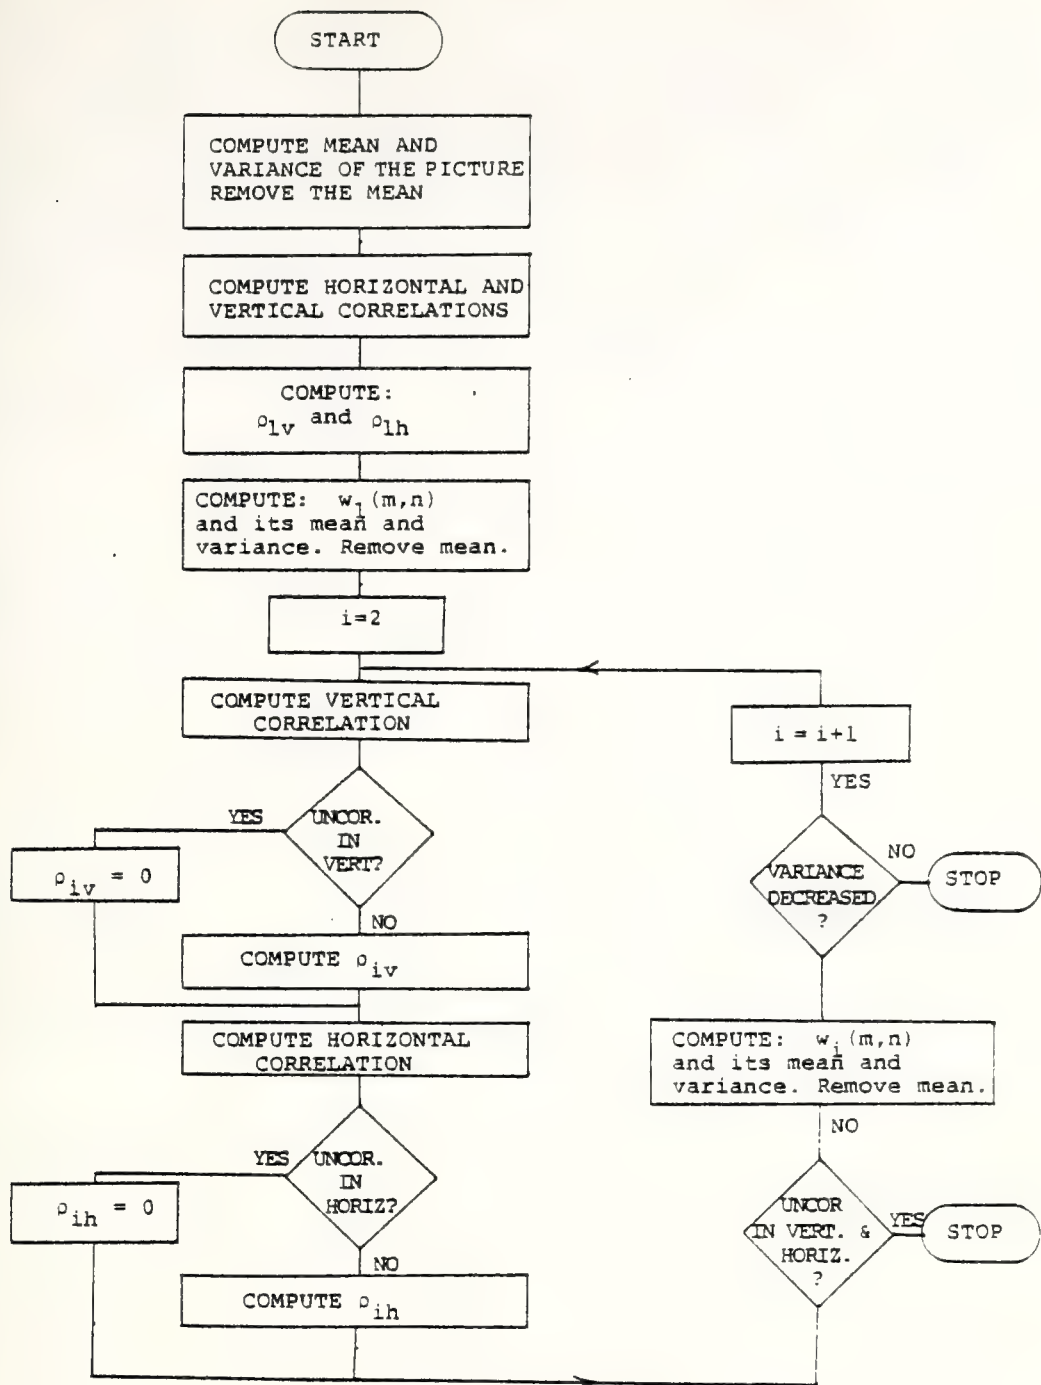 START
COMPUTE MEAN AND
VARIANCE OF THE PICTURE
REMOVE THE MEAN
COMPUTE HORIZONTAL AND
VERTICAL CORRELATIONS
COMPUTE:
ρ1v and ρ1h
COMPUTE: w1(m,n)
and its mean and
variance. Remove mean.
i=2
COMPUTE VERTICAL
CORRELATION
YES
UNCOR.
IN
VERT?
ρiv = 0
NO
COMPUTE ρiv
COMPUTE HORIZONTAL
CORRELATION
YES
UNCOR.
IN
HORIZ?
ρih = 0
NO
COMPUTE ρih
i = i+1
YES
VARIANCE
DECREASED
?
NO
STOP
COMPUTE: wi(m,n)
and its mean and
variance. Remove mean.
NO
UNCOR
IN VERT. &
HORIZ.
?
YES
STOP